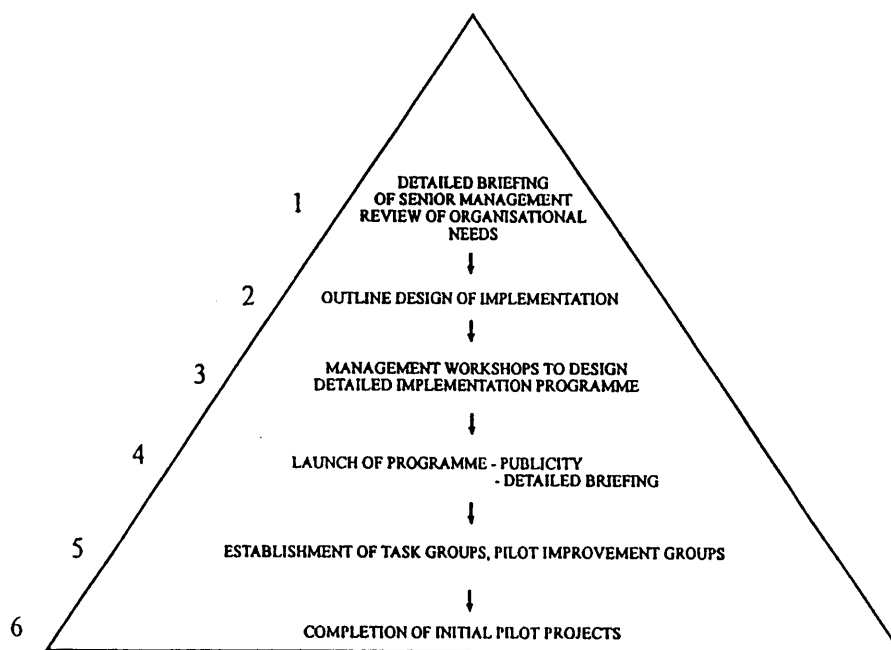 1
DETAILED BRIEFING
OF SENIOR MANAGEMENT
REVIEW OF ORGANISATIONAL
NEEDS
2
OUTLINE DESIGN OF IMPLEMENTATION
3
MANAGEMENT WORKSHOPS TO DESIGN
DETAILED IMPLEMENTATION PROGRAMME
4
LAUNCH OF PROGRAMME - PUBLICITY
- DETAILED BRIEFING
5
ESTABLISHMENT OF TASK GROUPS, PILOT IMPROVEMENT GROUPS
6
COMPLETION OF INITIAL PILOT PROJECTS